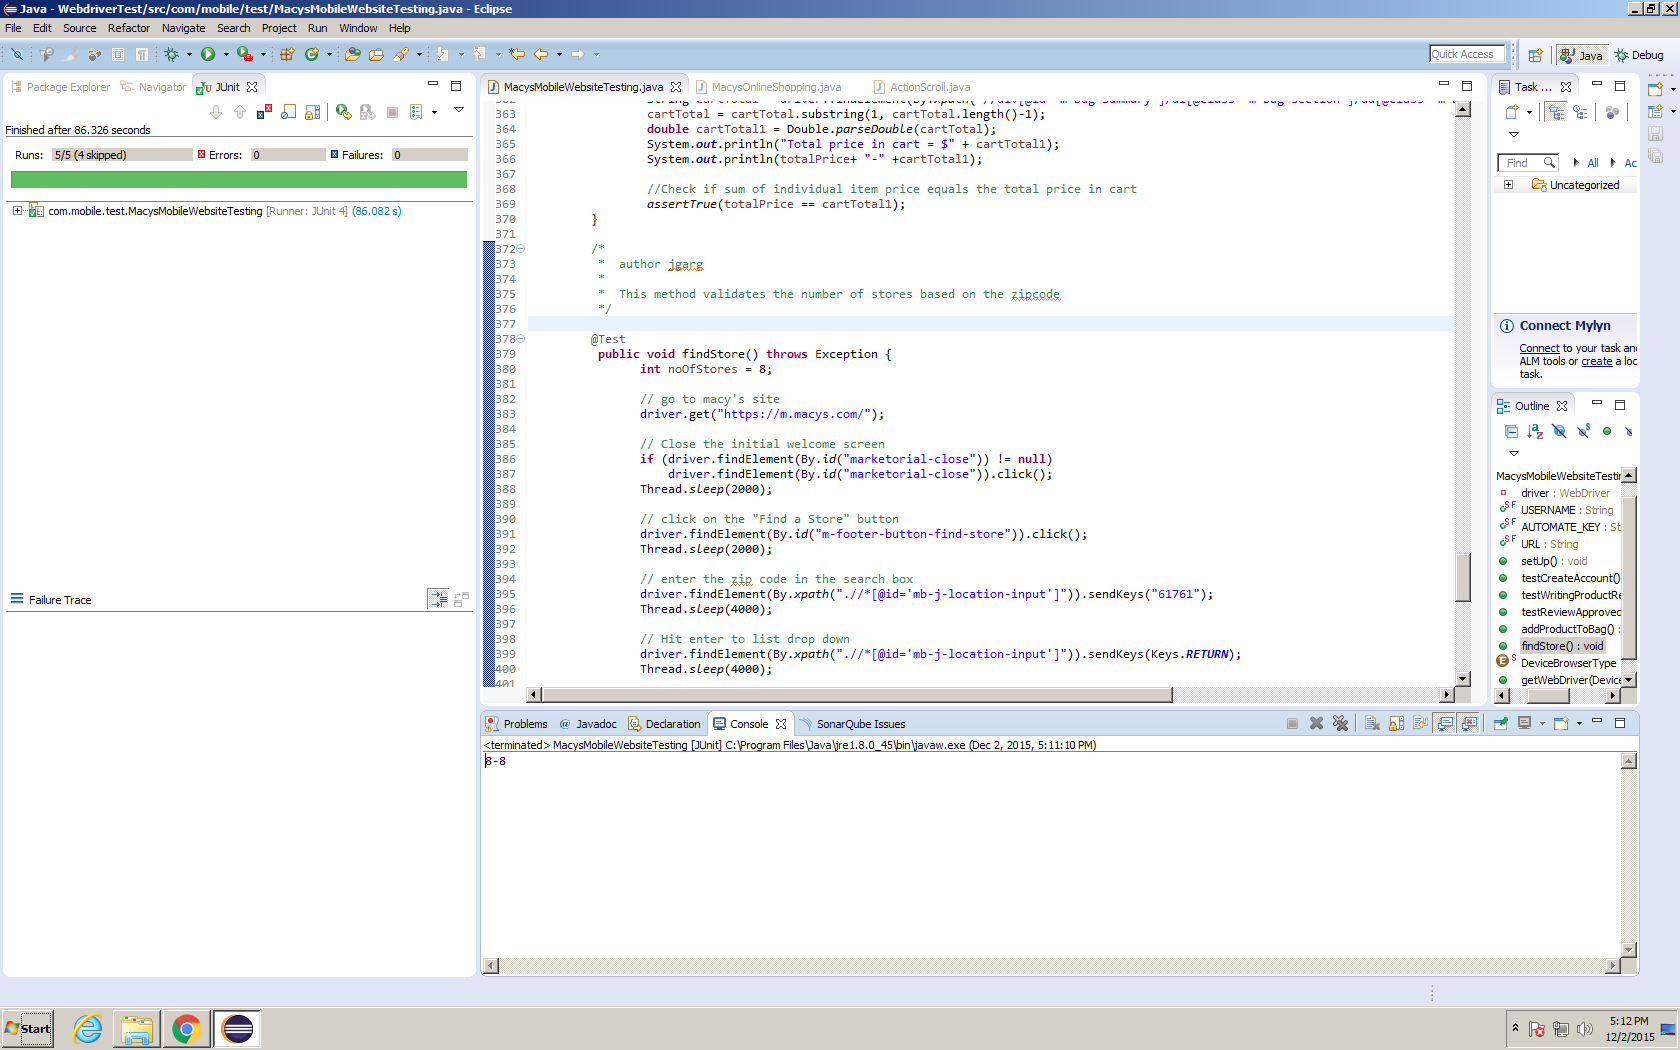 Java - WebdriverTest/src/com/mobile/test/MacysMobileWebsiteTesting.java - Eclipse
File Edit Source Refactor Navigate Search Project Run Window Help
Quick Access
Java
Debug
Package Explorer
Navigator
JUnit
Finished after 86.326 seconds
Runs: 5/5 (4 skipped)
Errors: 0
Failures: 0
com.mobile.test.MacysMobileWebsiteTesting [Runner: JUnit 4] (86.082 s)
Failure Trace
MacysMobileWebsiteTesting.java
MacysOnlineShopping.java
ActionScroll.java
363 cartTotal = cartTotal.substring(1, cartTotal.length()-1);
364 double cartTotal1 = Double.parseDouble(cartTotal);
365 System.out.println("Total price in cart = $" + cartTotal1);
366 System.out.println(totalPrice+ "-" +cartTotal1);
367
368 //Check if sum of individual item price equals the total price in cart
369 assertTrue(totalPrice == cartTotal1);
370 }
371
372 /*
373 * author jgarg
374 *
375 * This method validates the number of stores based on the zipcode
376 */
377
378 @Test
379 public void findStore() throws Exception {
380 int noOfStores = 8;
381
382 // go to macy's site
383 driver.get("https://m.macys.com/");
384
385 // Close the initial welcome screen
386 if (driver.findElement(By.id("marketorial-close")) != null)
387 driver.findElement(By.id("marketorial-close")).click();
388 Thread.sleep(2000);
389
390 // click on the "Find a Store" button
391 driver.findElement(By.id("m-footer-button-find-store")).click();
392 Thread.sleep(2000);
393
394 // enter the zip code in the search box
395 driver.findElement(By.xpath(".//*[@id='mb-j-location-input']")).sendKeys("61761");
396 Thread.sleep(4000);
397
398 // Hit enter to list drop down
399 driver.findElement(By.xpath(".//*[@id='mb-j-location-input']")).sendKeys(Keys.RETURN);
400 Thread.sleep(4000);
401
Task ...
Find
All
Ac
Uncategorized
Connect Mylyn
Connect to your task and
ALM tools or create a loc
task.
Outline
MacysMobileWebsiteTestin
driver : WebDriver
USERNAME : String
AUTOMATE_KEY : St
URL : String
setUp() : void
testCreateAccount()
testWritingProductRe
testReviewApproved
addProductToBag() :
findStore() : void
DeviceBrowserType
getWebDriver(Device
Problems
@ Javadoc
Declaration
Console
SonarQube Issues
<terminated> MacysMobileWebsiteTesting [JUnit] C:\Program Files\Java\jre1.8.0_45\bin\javaw.exe (Dec 2, 2015, 5:11:10 PM)
8-8
Start
5:12 PM
12/2/2015